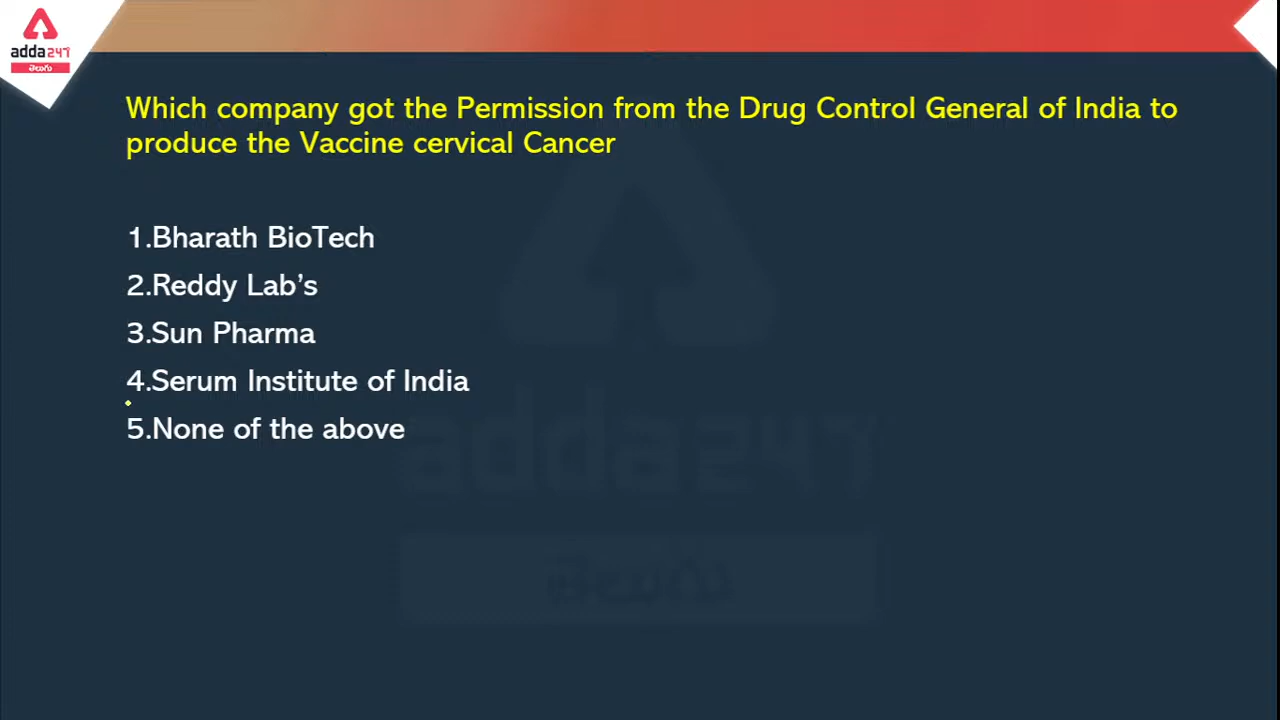 adda247
తెలుగు
Which company got the Permission from the Drug Control General of India to
produce the Vaccine cervical Cancer
1.Bharath BioTech
2.Reddy Lab’s
3.Sun Pharma
4.Serum Institute of India
5.None of the above
adda247
తెలుగు